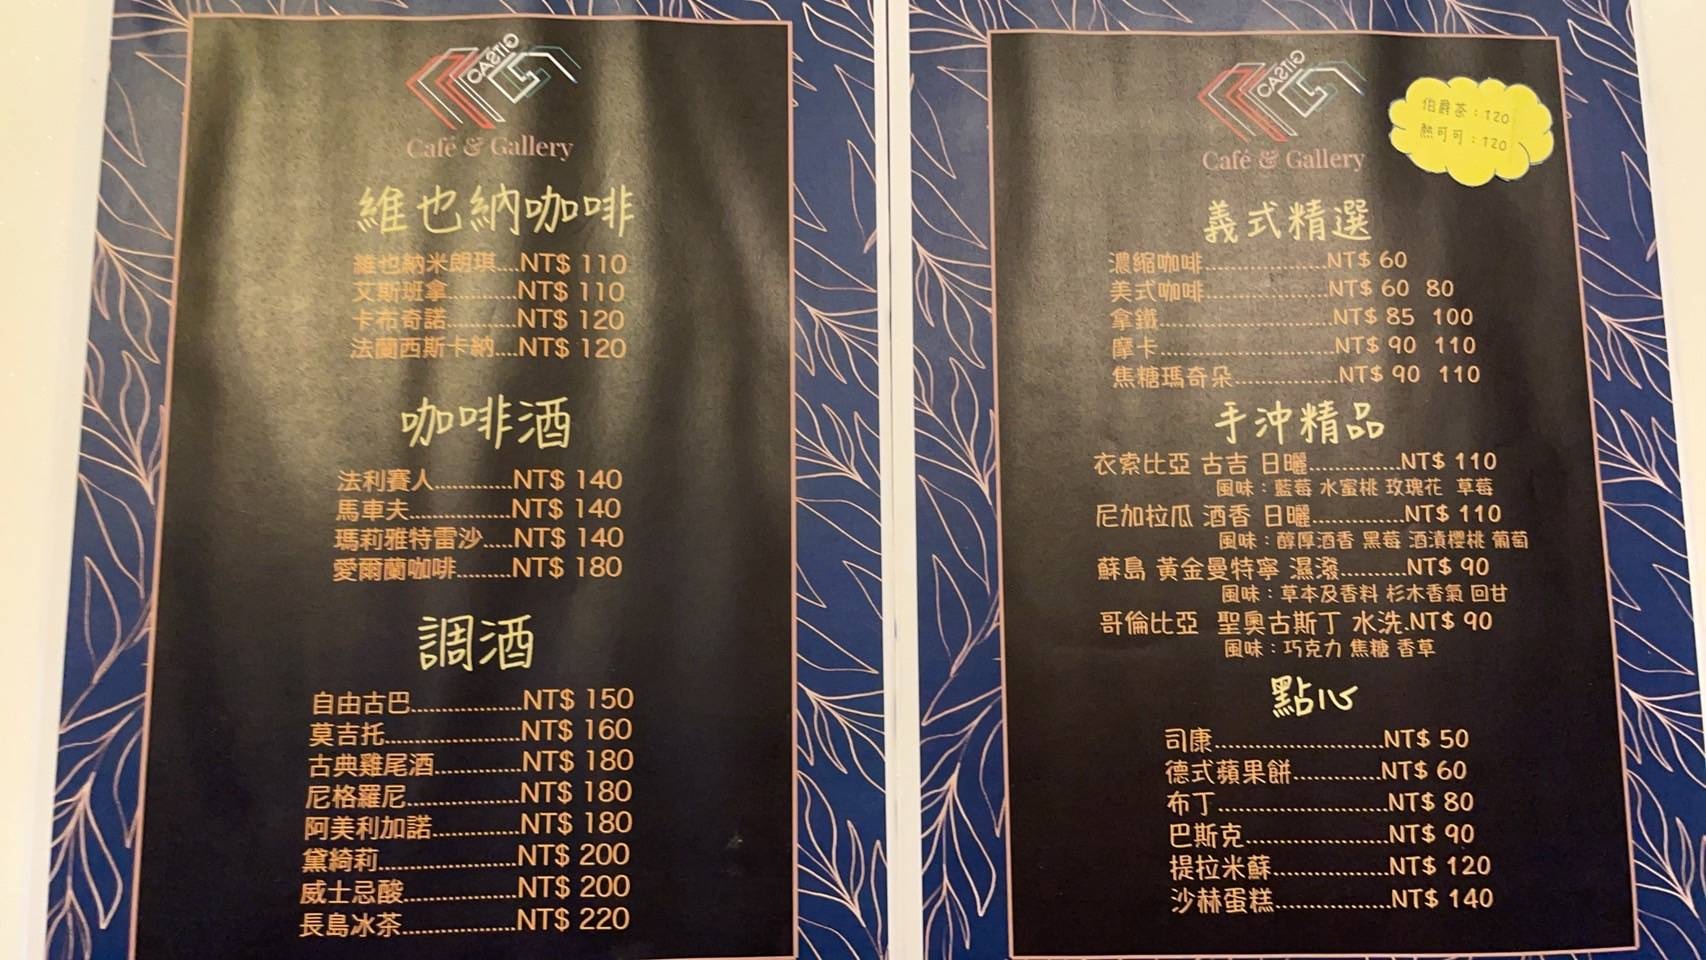 CASTIG
Café & Gallery
維也納咖啡
維也納米朗琪....NT$ 110
艾斯班拿...........NT$ 110
卡布奇諾...........NT$ 120
法蘭西斯卡納....NT$ 120
咖啡酒
法利賽人............NT$ 140
馬車夫................NT$ 140
瑪莉雅特雷沙.....NT$ 140
愛爾蘭咖啡.........NT$ 180
調酒
自由古巴..................NT$ 150
莫吉托......................NT$ 160
古典雞尾酒..............NT$ 180
尼格羅尼..................NT$ 180
阿美利加諾..............NT$ 180
黛綺莉......................NT$ 200
威士忌酸..................NT$ 200
長島冰茶..................NT$ 220
CASTIG
Café & Gallery
伯爵茶：120
熱可可：120
義式精選
濃縮咖啡...................NT$ 60
美式咖啡...................NT$ 60 80
拿鐵...........................NT$ 85 100
摩卡...........................NT$ 90 110
焦糖瑪奇朵................NT$ 90 110
手沖精品
衣索比亞 古吉 日曬..............NT$ 110
風味：藍莓 水蜜桃 玫瑰花 草莓
尼加拉瓜 酒香 日曬..............NT$ 110
風味：醇厚酒香 黑莓 酒漬櫻桃 葡萄
蘇島 黃金曼特寧 濕潑..........NT$ 90
風味：草本及香料 杉木香氣 回甘
哥倫比亞 聖奧古斯丁 水洗.NT$ 90
風味：巧克力 焦糖 香草
點心
司康.........................NT$ 50
德式蘋果餅.............NT$ 60
布丁.........................NT$ 80
巴斯克.....................NT$ 90
提拉米蘇.................NT$ 120
沙赫蛋糕.................NT$ 140